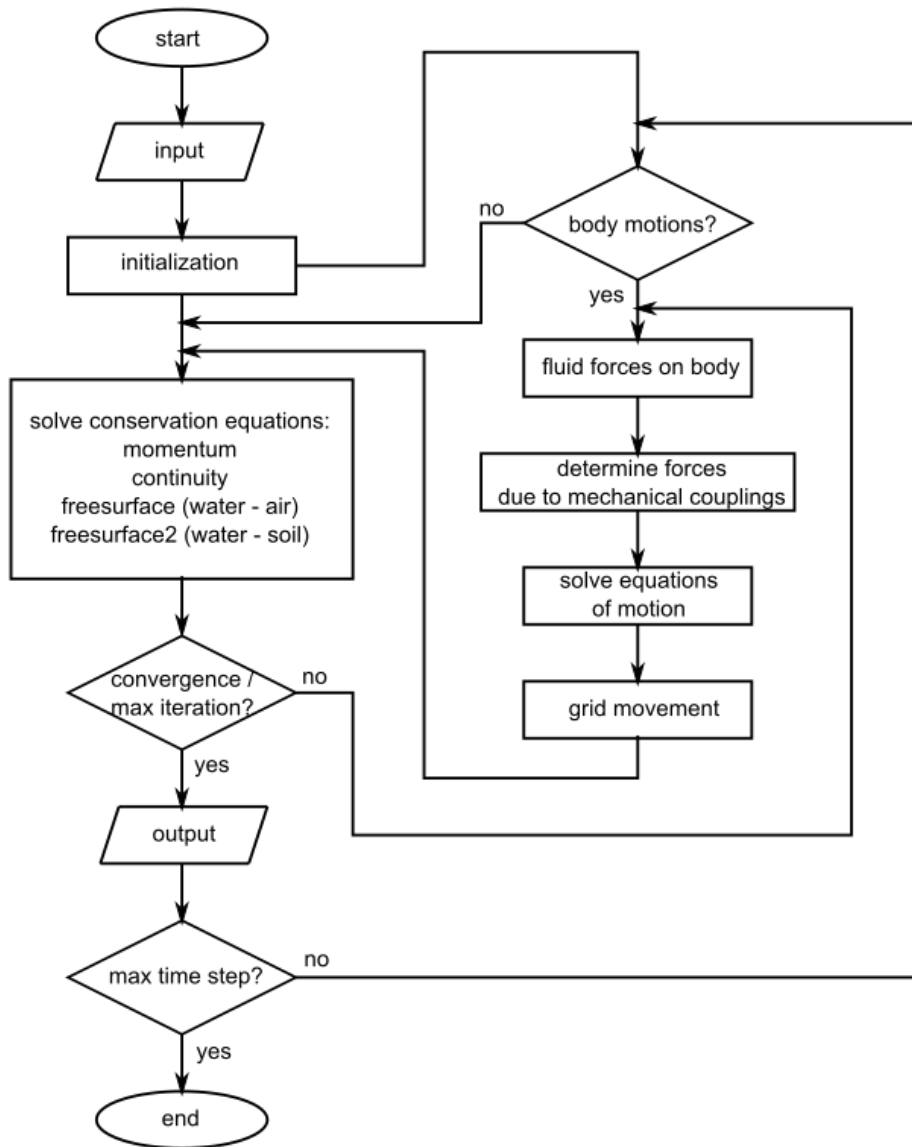 start
input
initialization
solve conservation equations:
momentum
continuity
freesurface (water - air)
freesurface2 (water - soil)
convergence /
max iteration?
no
yes
output
max time step?
no
yes
end
no
body motions?
yes
fluid forces on body
determine forces
due to mechanical couplings
solve equations
of motion
grid movement